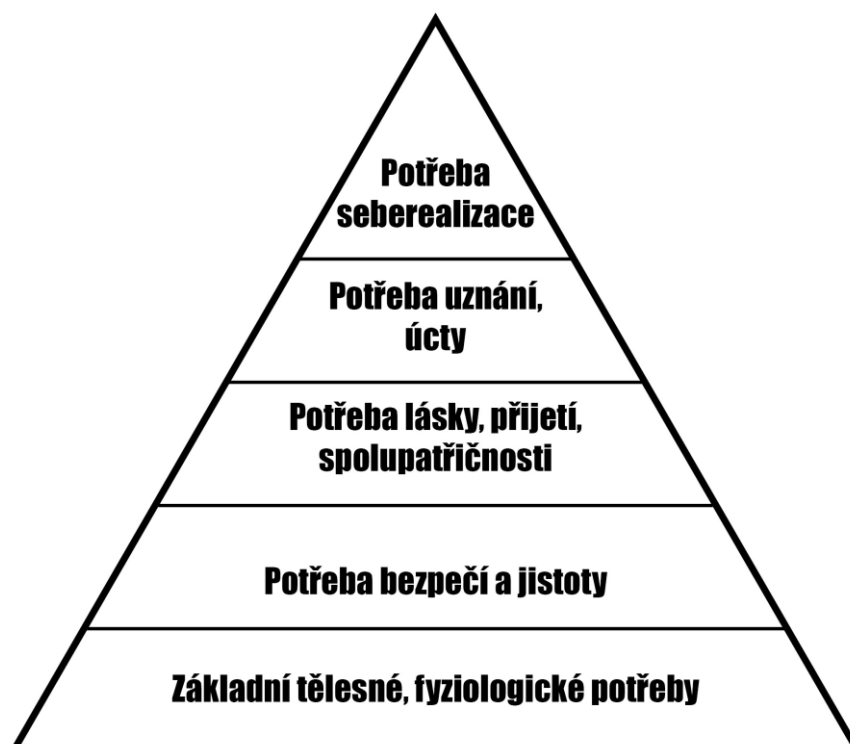 Potřeba
seberealizace
Potřeba uznání,
úcty
Potřeba lásky, přijetí,
spolupatřičnosti
Potřeba bezpečí a jistoty
Základní tělesné, fyziologické potřeby